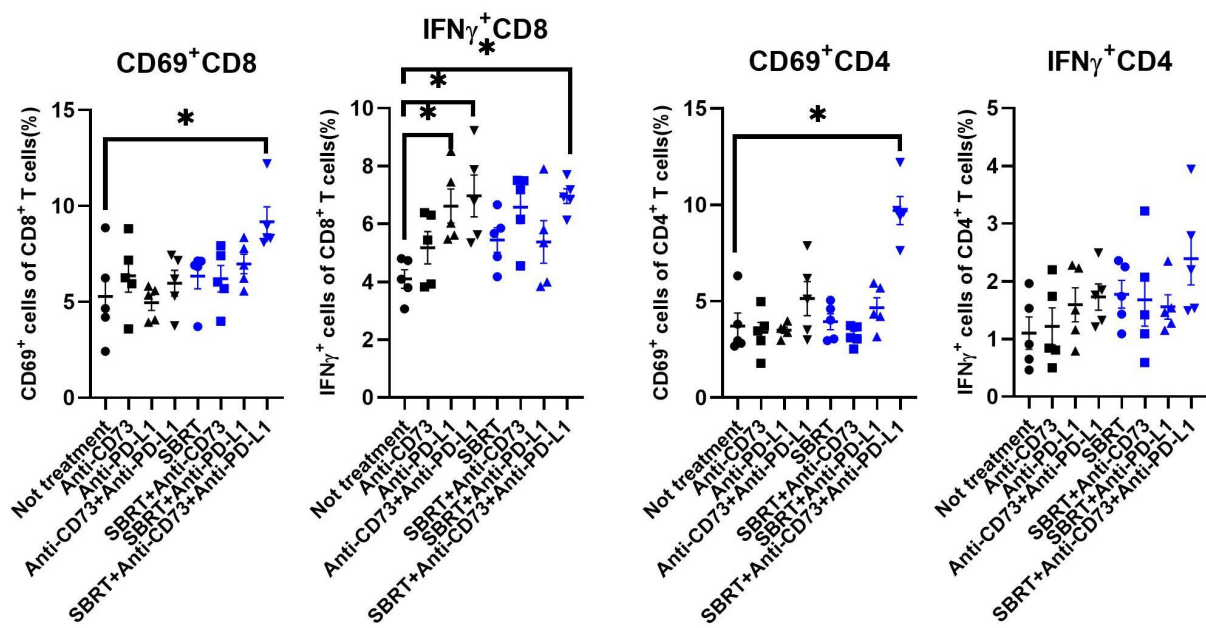 CD69+CD8
*
CD69+ cells of CD8+ T cells(%)
15
10
5
0
Not treatment
Anti-CD73
Anti-PD-L1
Anti-CD73+Anti-PD-L1
SBRT
SBRT+Anti-CD73
SBRT+Anti-PD-L1
SBRT+Anti-CD73+Anti-PD-L1
IFNγ+CD8
*
*
*
IFNγ+ cells of CD8+ T cells(%)
10
8
6
4
2
0
Not treatment
Anti-CD73
Anti-PD-L1
Anti-CD73+Anti-PD-L1
SBRT
SBRT+Anti-CD73
SBRT+Anti-PD-L1
SBRT+Anti-CD73+Anti-PD-L1
CD69+CD4
*
CD69+ cells of CD4+ T cells(%)
15
10
5
0
Not treatment
Anti-CD73
Anti-PD-L1
Anti-CD73+Anti-PD-L1
SBRT
SBRT+Anti-CD73
SBRT+Anti-PD-L1
SBRT+Anti-CD73+Anti-PD-L1
IFNγ+CD4
IFNγ+ cells of CD4+ T cells(%)
5
4
3
2
1
0
Not treatment
Anti-CD73
Anti-PD-L1
Anti-CD73+Anti-PD-L1
SBRT
SBRT+Anti-CD73
SBRT+Anti-PD-L1
SBRT+Anti-CD73+Anti-PD-L1